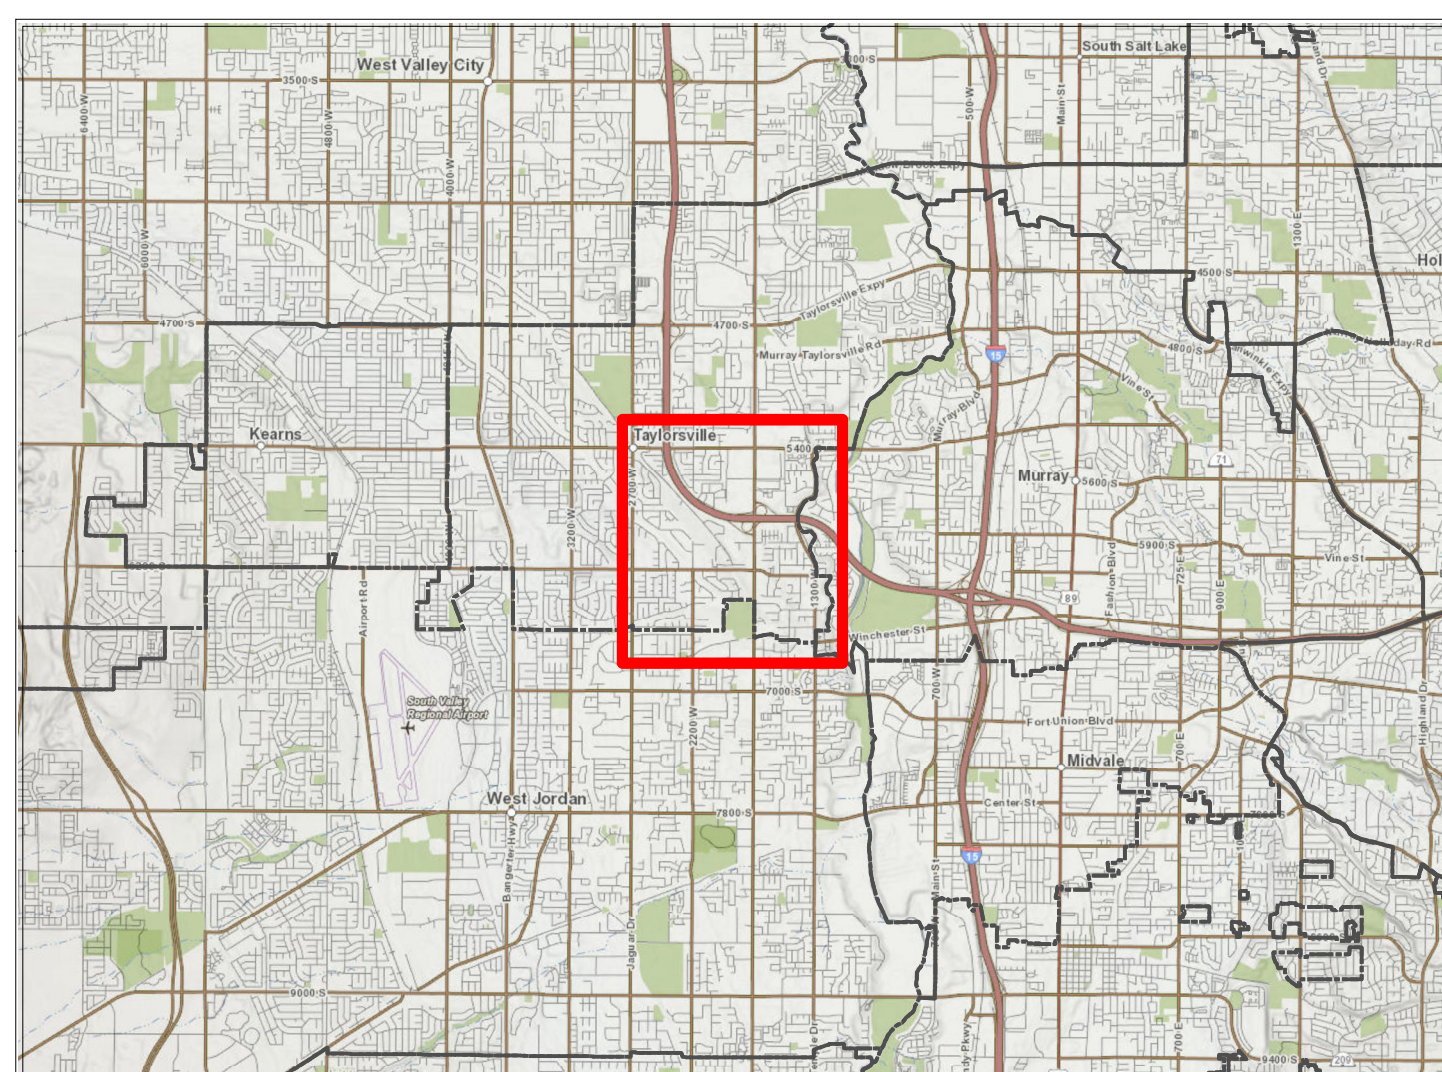 South Salt Lake
West Valley City
3500 S
6400 W
4800 W
4000 W
500 W
Main St
6000 W
1300 E
4500 S
Taylorsville Expy
4700 S
4700 S
Murray Taylorsville Rd
4800 S
15
Vine St
Murray Blvd
Kearns
Taylorsville
5400
71
Murray
5600 S
2700 W
3200 W
5900 S
Vine St
Airport Rd
1300 W
Fashion Blvd
725 E
900 E
89
Winchester St
South Valley
Regional Airport
7000 S
700 W
2200 W
Fort Union Blvd
700 E
Highland Dr
Midvale
West Jordan
Center St
7800 S
15
Bangerter Hwy
Main St
Jaguar Dr
9000 S
700 E
9400 S
209